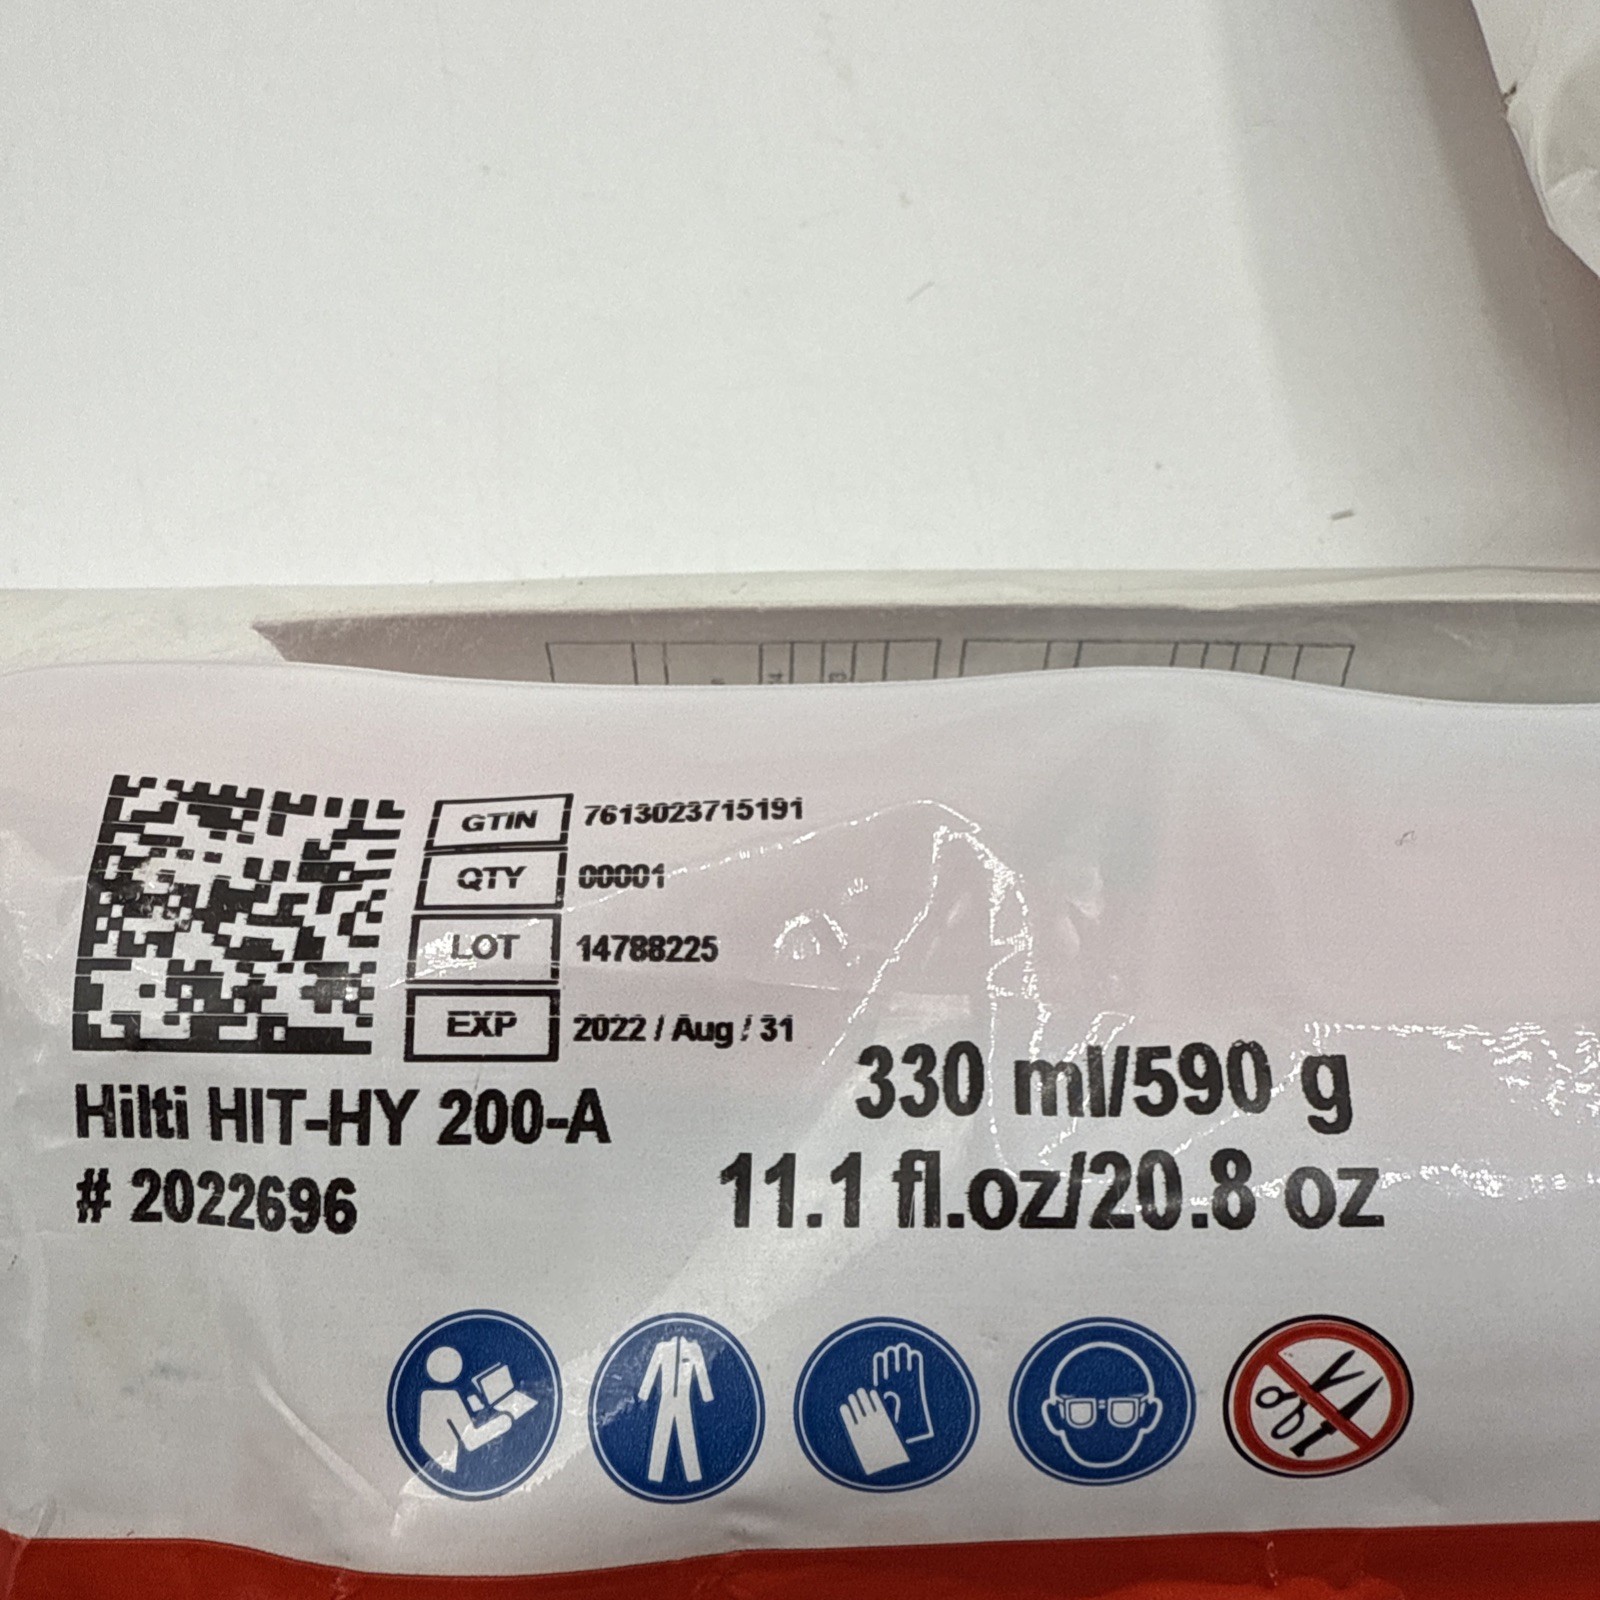 GTIN 7613023715191
QTY 00001
LOT 14788225
EXP 2022 / Aug / 31
Hilti HIT-HY 200-A
# 2022696
330 ml/590 g
11.1 fl.oz/20.8 oz